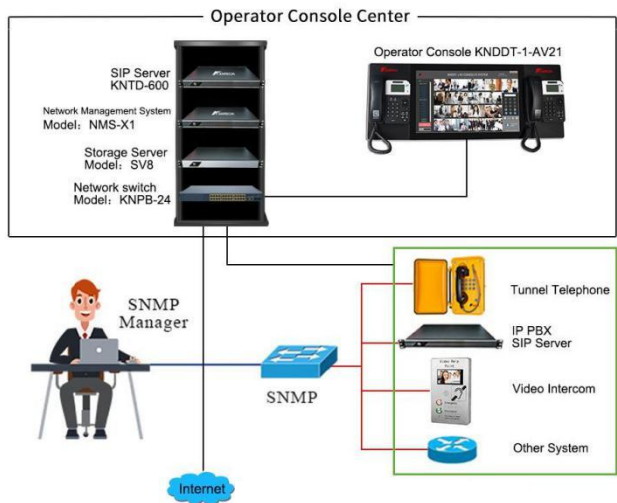 Operator Console Center
SIP Server
KNTD-600
Network Management System
Model: NMS-X1
Storage Server
Model: SV8
Network switch
Model: KNPB-24
Operator Console KNDDT-1-AV21
SNMP
Manager
SNMP
Tunnel Telephone
IP PBX
SIP Server
Video Intercom
Other System
Internet